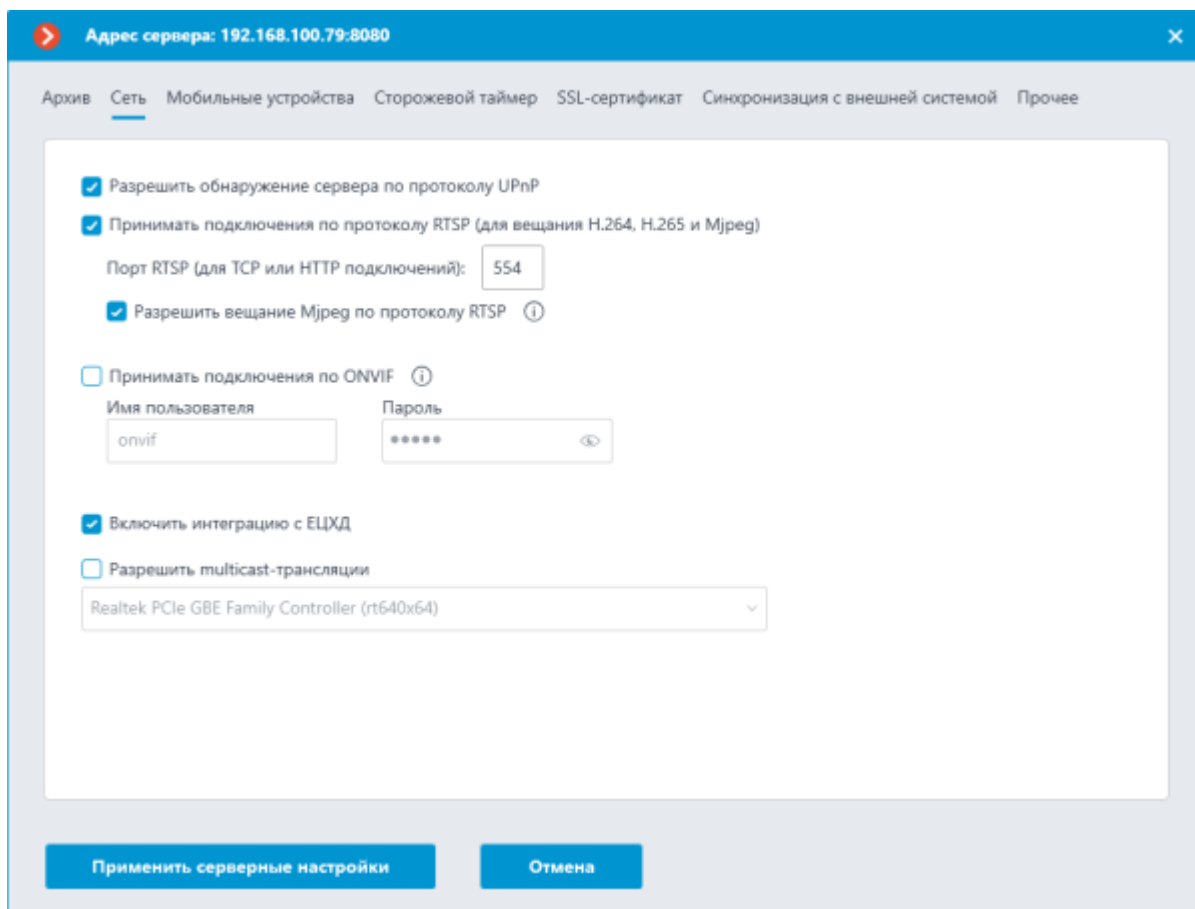 Адрес сервера: 192.168.100.79:8080
Архив Сеть Мобильные устройства Сторожевой таймер SSL-сертификат Синхронизация с внешней системой Прочее
Разрешить обнаружение сервера по протоколу UPnP
Принимать подключения по протоколу RTSP (для вещания H.264, H.265 и Mjpeg)
Порт RTSP (для TCP или HTTP подключений): 554
Разрешить вещание Mjpeg по протоколу RTSP
Принимать подключения по ONVIF
Имя пользователя Пароль
onvif •••••
Включить интеграцию с ЕЦХД
Разрешить multicast-трансляции
Realtek PCIe GBE Family Controller (rt640x64)
Применить серверные настройки Отмена